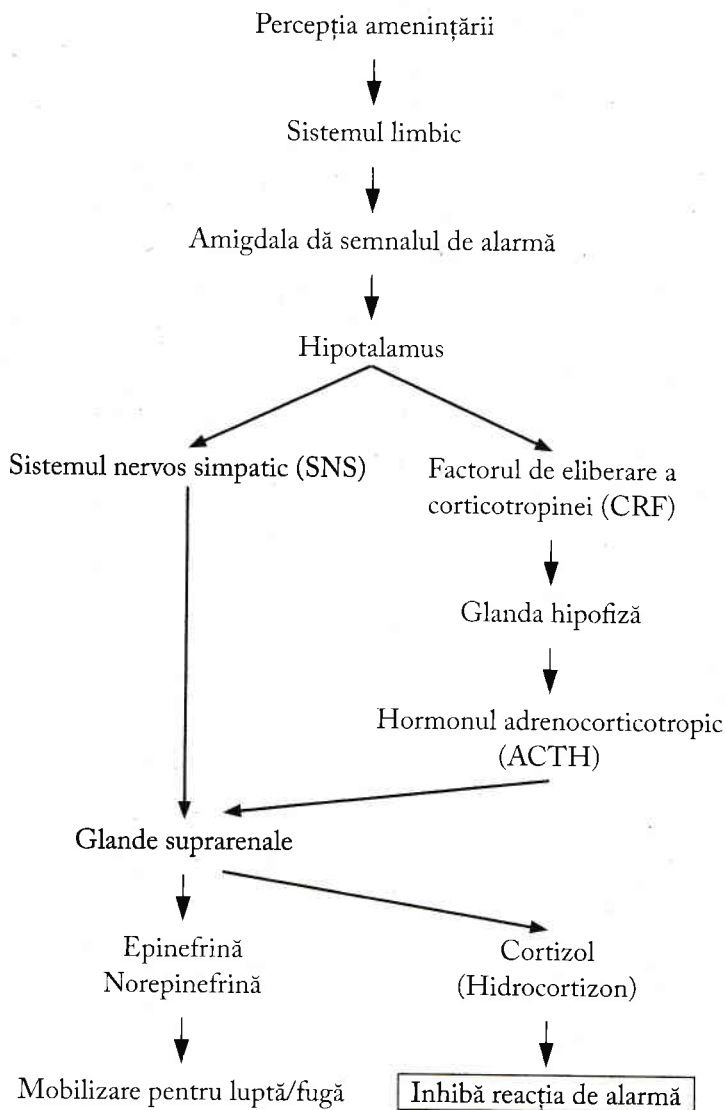 Percepția amenințării
Sistemul limbic
Amigdala dă semnalul de alarmă
Hipotalamus
Sistemul nervos simpatic (SNS)
Factorul de eliberare a
corticotropinei (CRF)
Glanda hipofiză
Hormonul adrenocorticotropic
(ACTH)
Glande suprarenale
Epinefrină
Norepinefrină
Cortizol
(Hidrocortizon)
Mobilizare pentru luptă/fugă
Inhibă reacția de alarmă